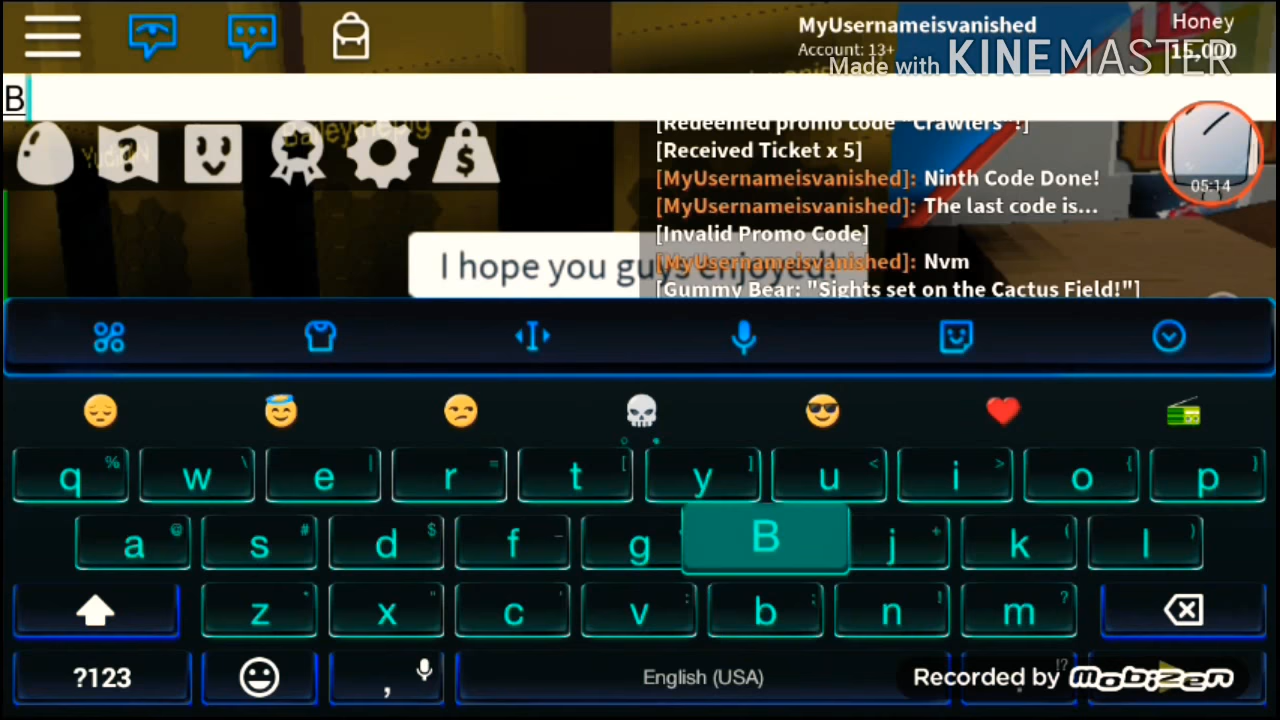 MyUsernameisvanished
Account: 13+
Honey
15,000
Made with KINEMASTER
B
[Redeemed promo code "Crawlers"!]
[Received Ticket x 5]
[MyUsernameisvanished]: Ninth Code Done!
[MyUsernameisvanished]: The last code is...
[Invalid Promo Code]
[MyUsernameisvanished]: Nvm
[Gummy Bear: "Sights set on the Cactus Field!"]
05:14
I hope you guys enjoyed!
q % w \ e | r = t [ y ] u < i > o { p }
a @ s # d $ f _ g B j + k ( l )
z x " c ' v : b ; n ! m ?
?123 , English (USA) !? .
Recorded by mobizen